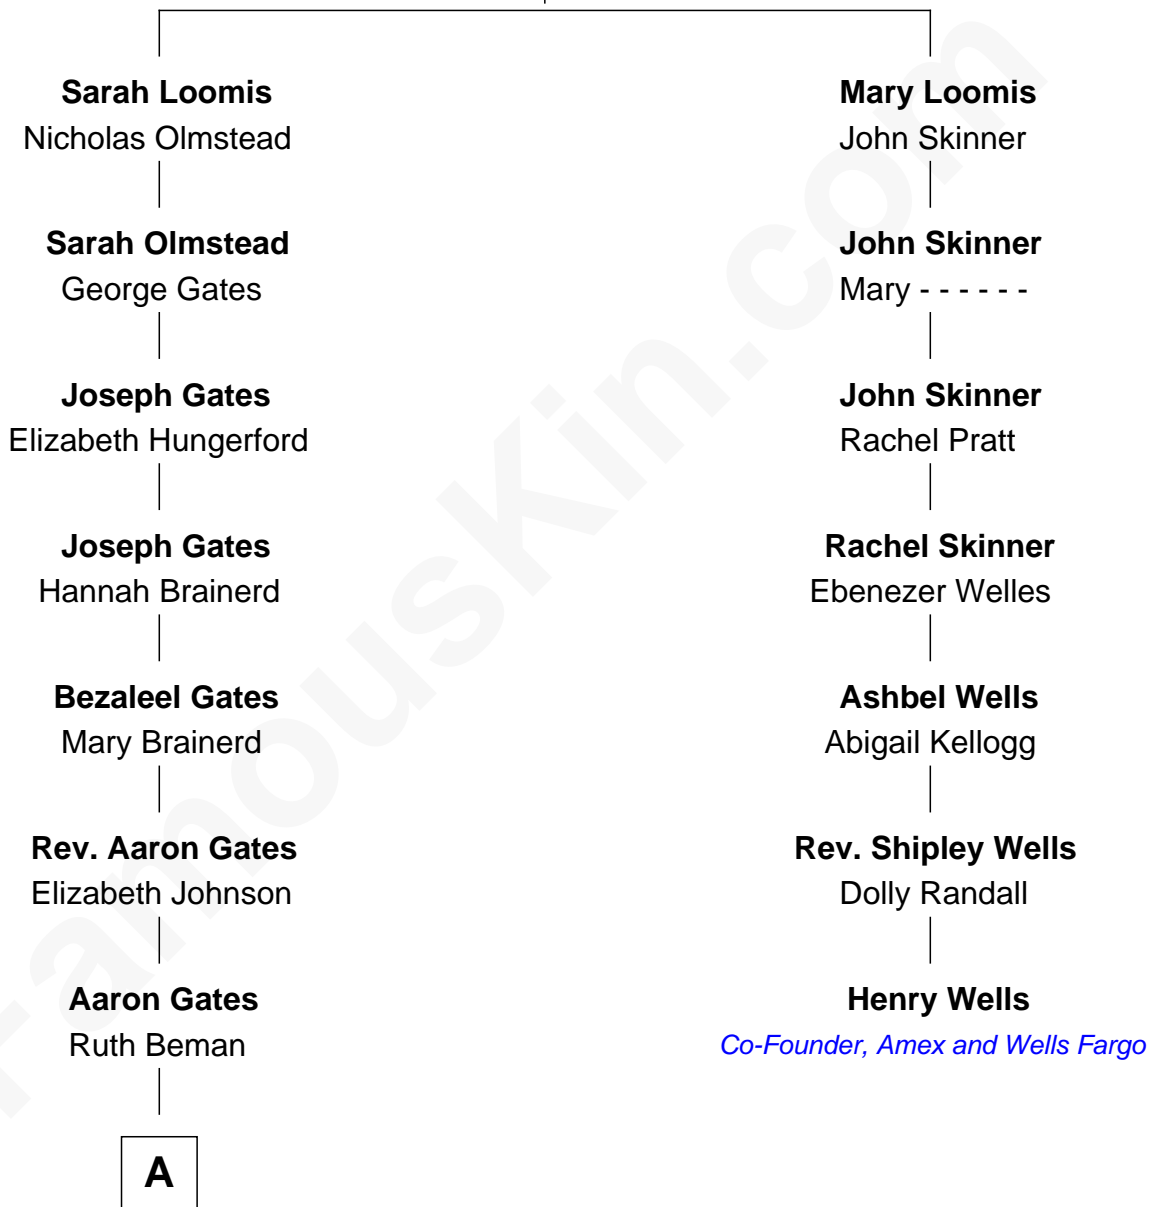 Sarah Loomis
Nicholas Olmstead
Sarah Olmstead
George Gates
Joseph Gates
Elizabeth Hungerford
Joseph Gates
Hannah Brainerd
Bezaleel Gates
Mary Brainerd
Rev. Aaron Gates
Elizabeth Johnson
Aaron Gates
Ruth Beman
A
Mary Loomis
John Skinner
John Skinner
Mary - - - - - -
John Skinner
Rachel Pratt
Rachel Skinner
Ebenezer Welles
Ashbel Wells
Abigail Kellogg
Rev. Shipley Wells
Dolly Randall
Henry Wells
Co-Founder, Amex and Wells Fargo
FamousKin.com